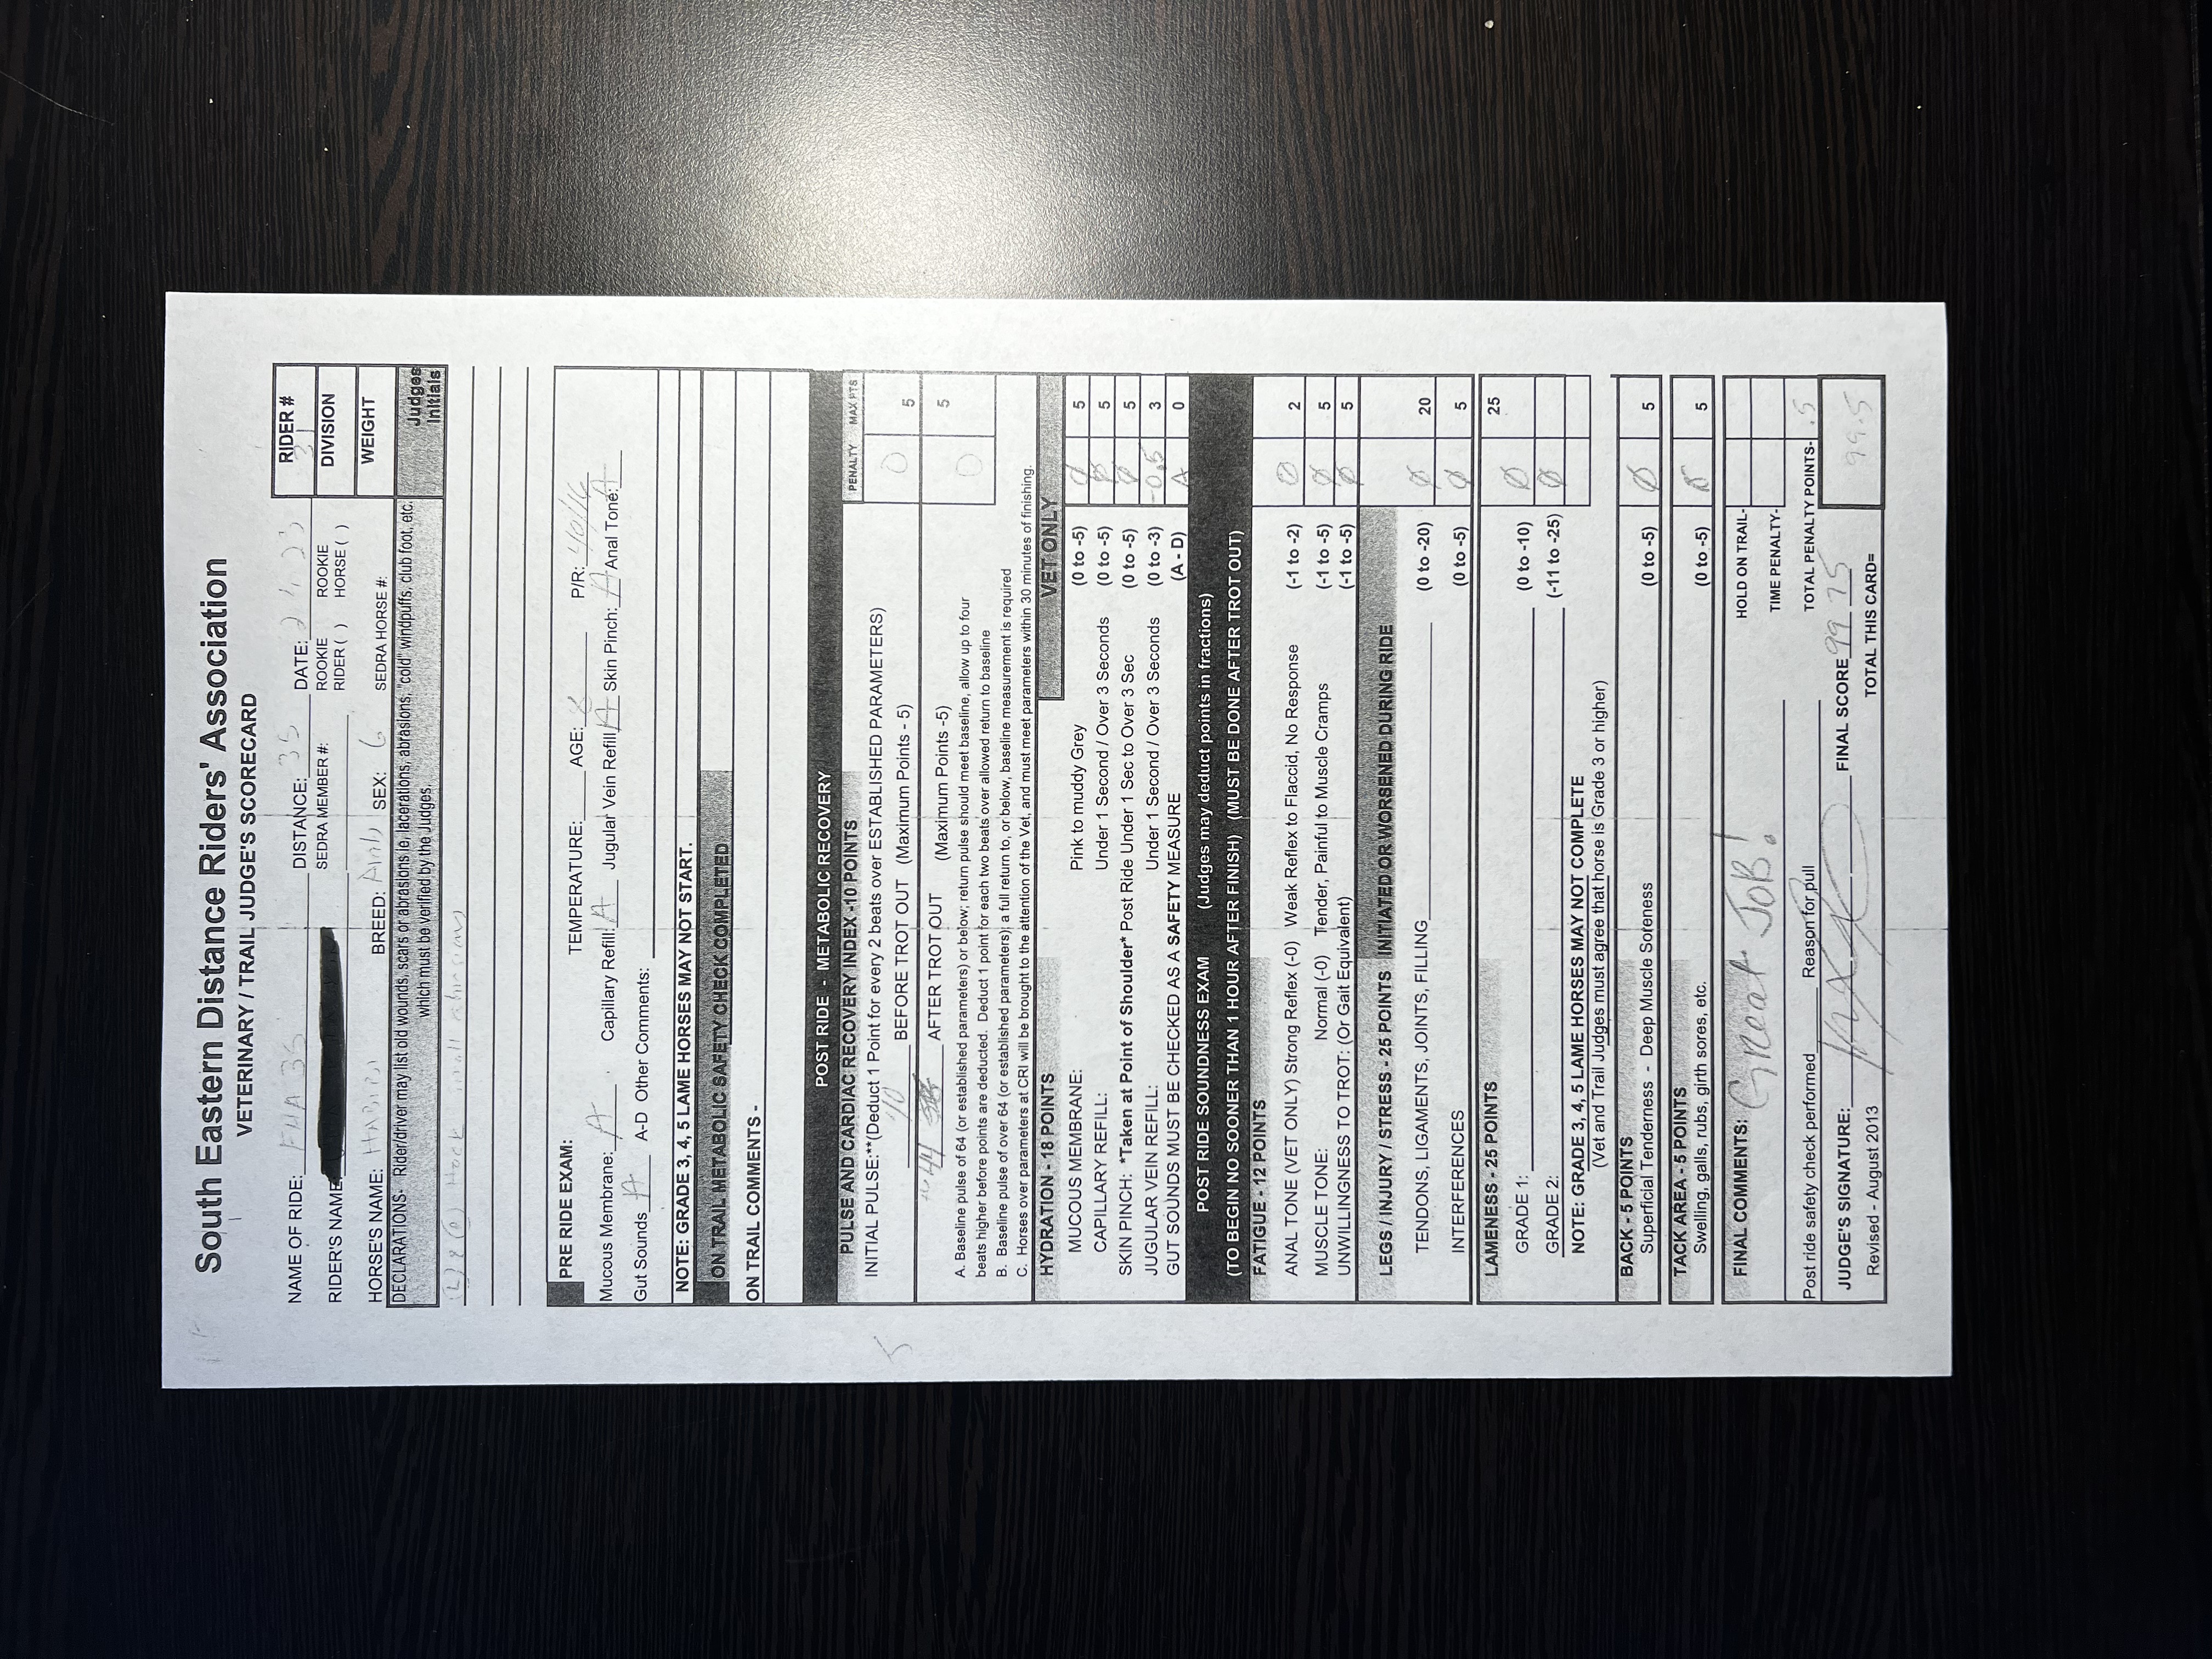 South Eastern Distance Riders' Association
VETERINARY / TRAIL JUDGE'S SCORECARD
NAME OF RIDE: FHA 35 DISTANCE: 35 DATE: 2 4 23 RIDER # 31
RIDER'S NAME: SEDRA MEMBER #: ROOKIE RIDER ( ) ROOKIE HORSE ( ) DIVISION
HORSE'S NAME: HABIBI BREED: Arab SEX: G SEDRA HORSE #: WEIGHT
DECLARATIONS- Rider/driver may list old wounds, scars or abrasions ie, lacerations, abrasions, "cold" windpuffs, club foot, etc. Judges
which must be verified by the Judges. Initials
(L) & (R) Hock small abrasions
PRE RIDE EXAM:
TEMPERATURE: AGE: P/R: 40/16
Mucous Membrane: A Capillary Refill: A Jugular Vein Refill A Skin Pinch: A Anal Tone: A
Gut Sounds A A-D Other Comments:
NOTE: GRADE 3, 4, 5 LAME HORSES MAY NOT START.
ON TRAIL METABOLIC SAFETY CHECK COMPLETED
ON TRAIL COMMENTS -
POST RIDE - METABOLIC RECOVERY
PULSE AND CARDIAC RECOVERY INDEX -10 POINTS PENALTY MAX PTS
INITIAL PULSE:**(Deduct 1 Point for every 2 beats over ESTABLISHED PARAMETERS)
40 BEFORE TROT OUT (Maximum Points - 5) 0 5
44 AFTER TROT OUT (Maximum Points -5) 0 5
A. Baseline pulse of 64 (or established parameters) or below; return pulse should meet baseline, allow up to four
beats higher before points are deducted. Deduct 1 point for each two beats over allowed return to baseline
B. Baseline pulse of over 64 (or established parameters); a full return to, or below, baseline measurement is required
C. Horses over parameters at CRI will be brought to the attention of the Vet, and must meet parameters within 30 minutes of finishing.
HYDRATION - 18 POINTS VET ONLY
MUCOUS MEMBRANE: Pink to muddy Grey (0 to -5) Ø 5
CAPILLARY REFILL: Under 1 Second / Over 3 Seconds (0 to -5) Ø 5
SKIN PINCH: *Taken at Point of Shoulder* Post Ride Under 1 Sec to Over 3 Sec (0 to -5) Ø 5
JUGULAR VEIN REFILL: Under 1 Second / Over 3 Seconds (0 to -3) -0.5 3
GUT SOUNDS MUST BE CHECKED AS A SAFETY MEASURE (A - D) A 0
POST RIDE SOUNDNESS EXAM (Judges may deduct points in fractions)
(TO BEGIN NO SOONER THAN 1 HOUR AFTER FINISH) (MUST BE DONE AFTER TROT OUT)
FATIGUE - 12 POINTS
ANAL TONE (VET ONLY) Strong Reflex (-0) Weak Reflex to Flaccid, No Response (-1 to -2) Ø 2
MUSCLE TONE: Normal (-0) Tender, Painful to Muscle Cramps (-1 to -5) Ø 5
UNWILLINGNESS TO TROT: (Or Gait Equivalent) (-1 to -5) Ø 5
LEGS / INJURY / STRESS - 25 POINTS INITIATED OR WORSENED DURING RIDE
TENDONS, LIGAMENTS, JOINTS, FILLING (0 to -20) Ø 20
INTERFERENCES (0 to -5) Ø 5
LAMENESS - 25 POINTS 25
GRADE 1: (0 to -10) Ø
GRADE 2: (-11 to -25) Ø
NOTE: GRADE 3, 4, 5 LAME HORSES MAY NOT COMPLETE
(Vet and Trail Judges must agree that horse is Grade 3 or higher)
BACK - 5 POINTS
Superficial Tenderness - Deep Muscle Soreness (0 to -5) Ø 5
TACK AREA - 5 POINTS
Swelling, galls, rubs, girth sores, etc. (0 to -5) 5
FINAL COMMENTS: GReat JOB! HOLD ON TRAIL-
TIME PENALTY-
Post ride safety check performed Reason for pull TOTAL PENALTY POINTS- .5
JUDGE'S SIGNATURE: FINAL SCORE 99 75
Revised - August 2013 TOTAL THIS CARD= 99.5